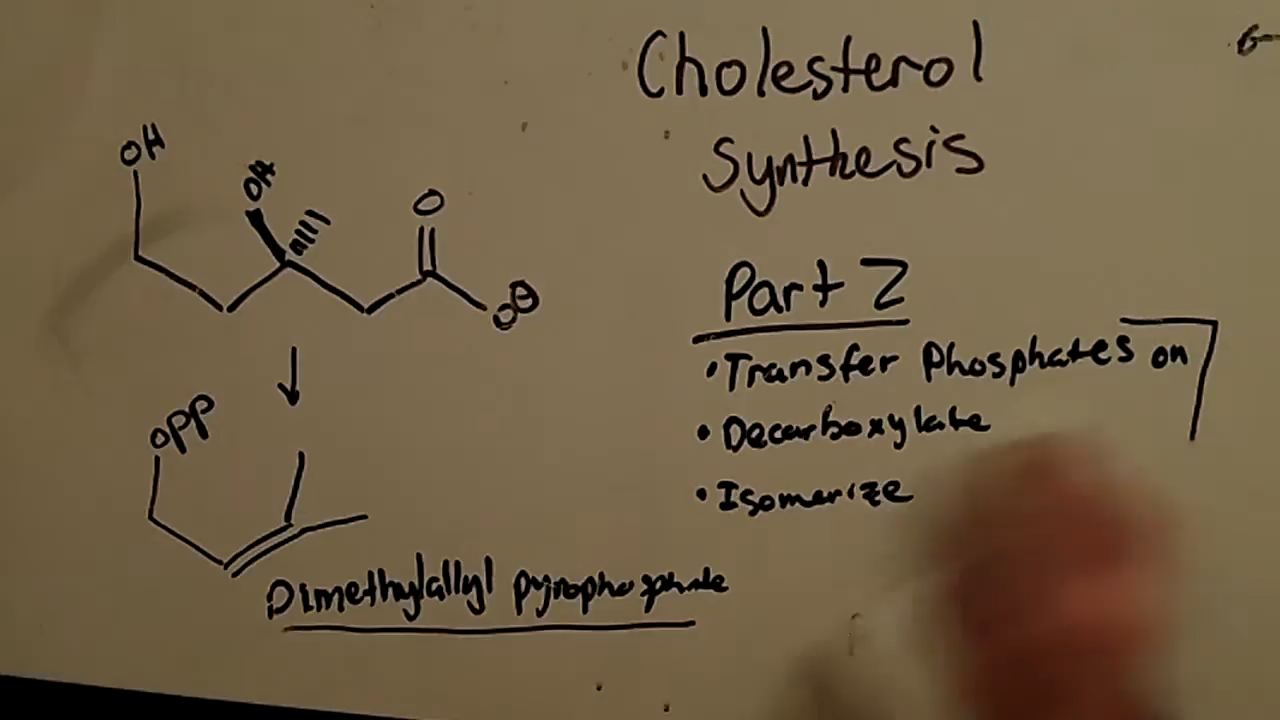 Cholesterol
Synthesis
OH
OH
O
O⊖
Part 2
• Transfer Phosphates on
• Decarboxylate
• Isomerize
OPP
Dimethylallyl pyrophosphate